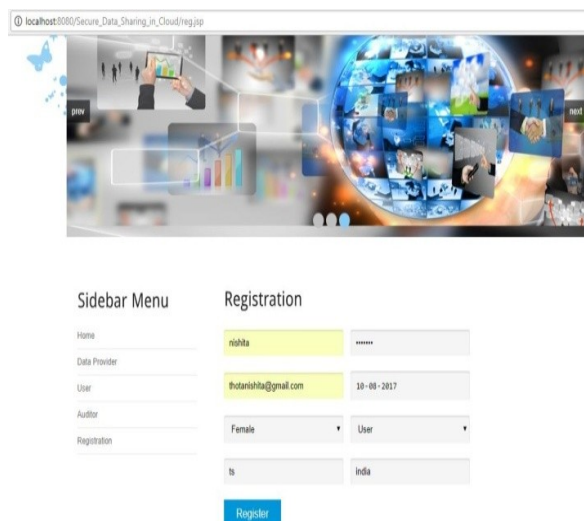 localhost:8080/Secure_Data_Sharing_in_Cloud/reg.jsp
prev
next
Sidebar Menu
Home
Data Provider
User
Auditor
Registration
Registration
nishita
•••••••
thotanishita@gmail.com
10-08-2017
Female
User
ts
india
Register